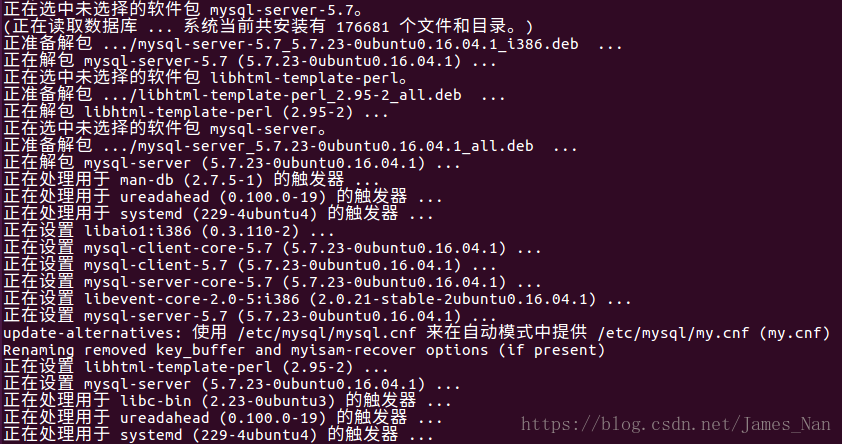 正在选中未选择的软件包 mysql-server-5.7。
(正在读取数据库 ... 系统当前共安装有 176681 个文件和目录。)
正准备解包 .../mysql-server-5.7_5.7.23-0ubuntu0.16.04.1_i386.deb  ...
正在解包 mysql-server-5.7 (5.7.23-0ubuntu0.16.04.1) ...
正在选中未选择的软件包 libhtml-template-perl。
正准备解包 .../libhtml-template-perl_2.95-2_all.deb  ...
正在解包 libhtml-template-perl (2.95-2) ...
正在选中未选择的软件包 mysql-server。
正准备解包 .../mysql-server_5.7.23-0ubuntu0.16.04.1_all.deb  ...
正在解包 mysql-server (5.7.23-0ubuntu0.16.04.1) ...
正在处理用于 man-db (2.7.5-1) 的触发器 ...
正在处理用于 ureadahead (0.100.0-19) 的触发器 ...
正在处理用于 systemd (229-4ubuntu4) 的触发器 ...
正在设置 libaio1:i386 (0.3.110-2) ...
正在设置 mysql-client-core-5.7 (5.7.23-0ubuntu0.16.04.1) ...
正在设置 mysql-client-5.7 (5.7.23-0ubuntu0.16.04.1) ...
正在设置 mysql-server-core-5.7 (5.7.23-0ubuntu0.16.04.1) ...
正在设置 libevent-core-2.0-5:i386 (2.0.21-stable-2ubuntu0.16.04.1) ...
正在设置 mysql-server-5.7 (5.7.23-0ubuntu0.16.04.1) ...
update-alternatives: 使用 /etc/mysql/mysql.cnf 来在自动模式中提供 /etc/mysql/my.cnf (my.cnf)
Renaming removed key_buffer and myisam-recover options (if present)
正在设置 libhtml-template-perl (2.95-2) ...
正在设置 mysql-server (5.7.23-0ubuntu0.16.04.1) ...
正在处理用于 libc-bin (2.23-0ubuntu3) 的触发器 ...
正在处理用于 ureadahead (0.100.0-19) 的触发器 ...
正在处理用于 systemd (229-4ubuntu4) 的触发器 ...
https://blog.csdn.net/James_Nan